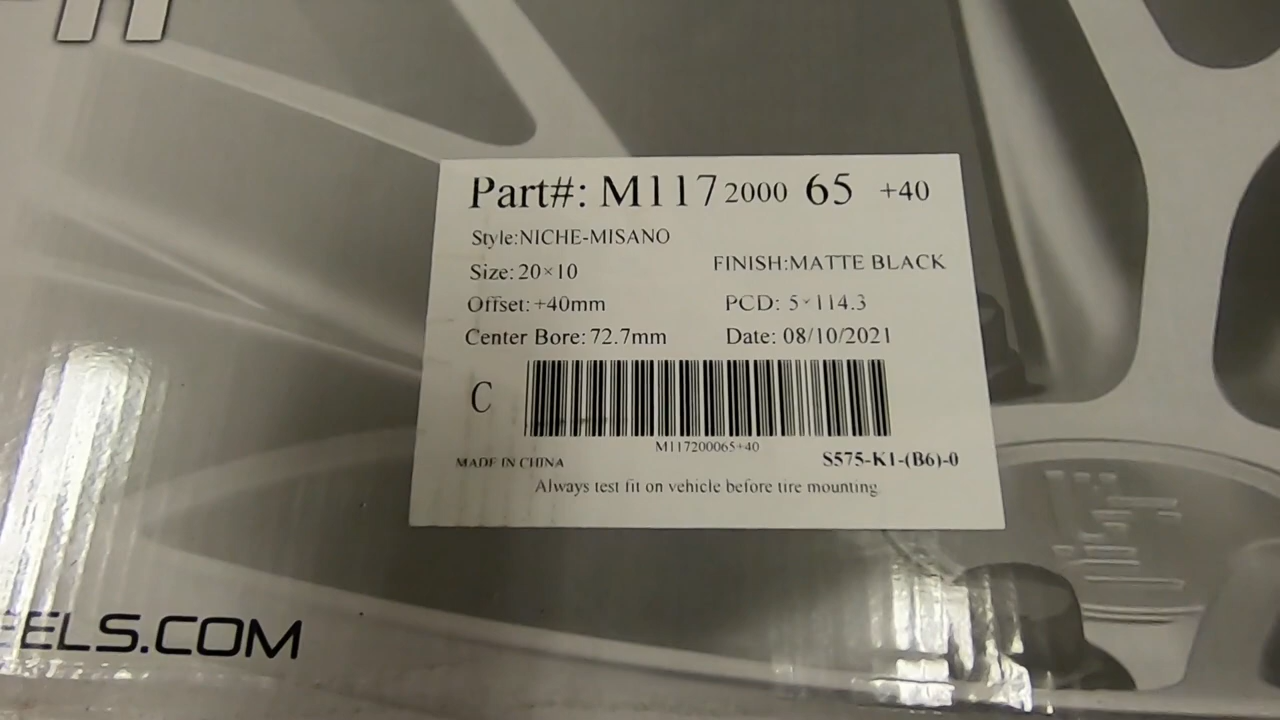 Part#: M117 2000 65 +40
Style:NICHE-MISANO
Size: 20×10
FINISH:MATTE BLACK
Offset: +40mm
PCD: 5×114.3
Center Bore: 72.7mm
Date: 08/10/2021
C
M117200065+40
MADE IN CHINA
S575-K1-(B6)-0
Always test fit on vehicle before tire mounting
EELS.COM